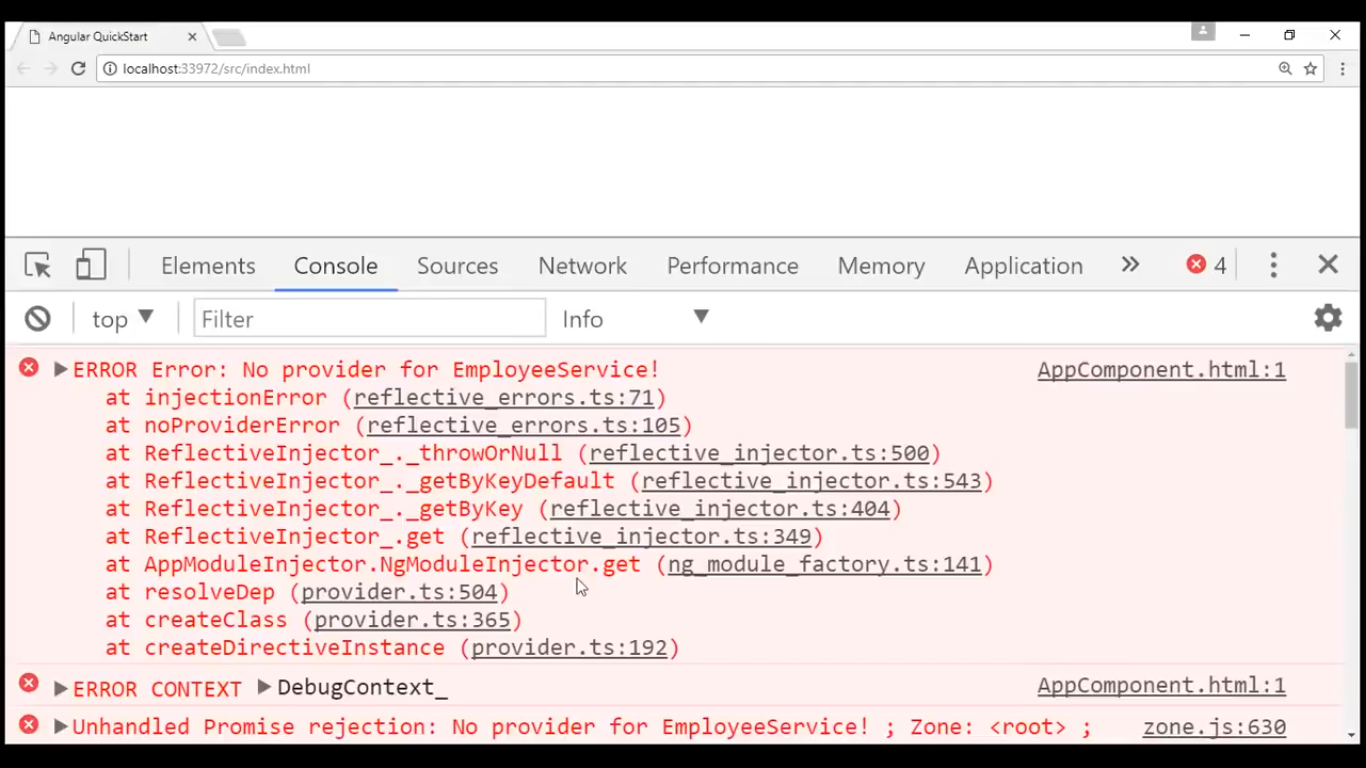 Angular QuickStart
localhost:33972/src/index.html
Elements Console Sources Network Performance Memory Application » 4
top Filter Info
ERROR Error: No provider for EmployeeService! AppComponent.html:1
at injectionError (reflective_errors.ts:71)
at noProviderError (reflective_errors.ts:105)
at ReflectiveInjector_._throwOrNull (reflective_injector.ts:500)
at ReflectiveInjector_._getByKeyDefault (reflective_injector.ts:543)
at ReflectiveInjector_._getByKey (reflective_injector.ts:404)
at ReflectiveInjector_.get (reflective_injector.ts:349)
at AppModuleInjector.NgModuleInjector.get (ng_module_factory.ts:141)
at resolveDep (provider.ts:504)
at createClass (provider.ts:365)
at createDirectiveInstance (provider.ts:192)
ERROR CONTEXT DebugContext_ AppComponent.html:1
Unhandled Promise rejection: No provider for EmployeeService! ; Zone: <root> ; zone.js:630